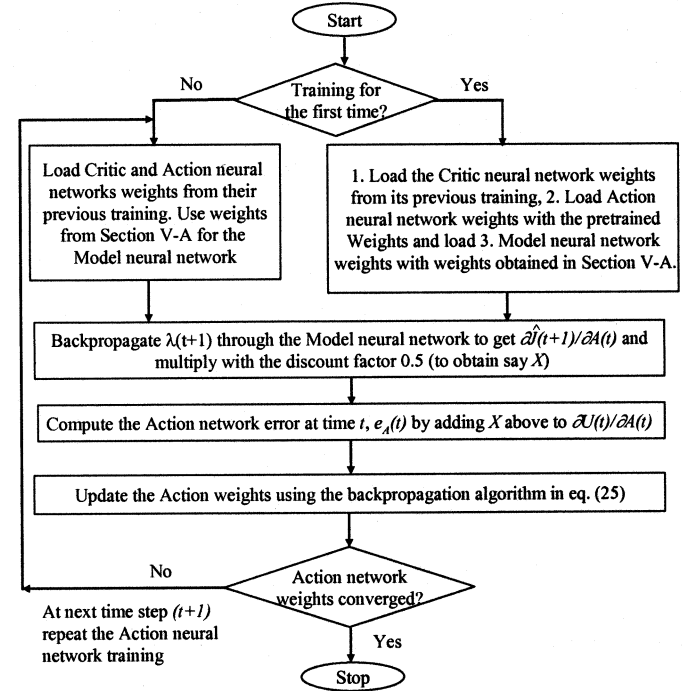 Start
No
Yes
Training for
the first time?
Load Critic and Action neural
networks weights from their
previous training. Use weights
from Section V-A for the
Model neural network
1. Load the Critic neural network weights
from its previous training, 2. Load Action
neural network weights with the pretrained
Weights and load 3. Model neural network
weights with weights obtained in Section V-A.
Backpropagate λ(t+1) through the Model neural network to get ∂Ĵ(t+1)/∂A(t) and
multiply with the discount factor 0.5 (to obtain say X)
Compute the Action network error at time t, e_A(t) by adding X above to ∂U(t)/∂A(t)
Update the Action weights using the backpropagation algorithm in eq. (25)
No
Action network
weights converged?
At next time step (t+1)
repeat the Action neural
network training
Yes
Stop